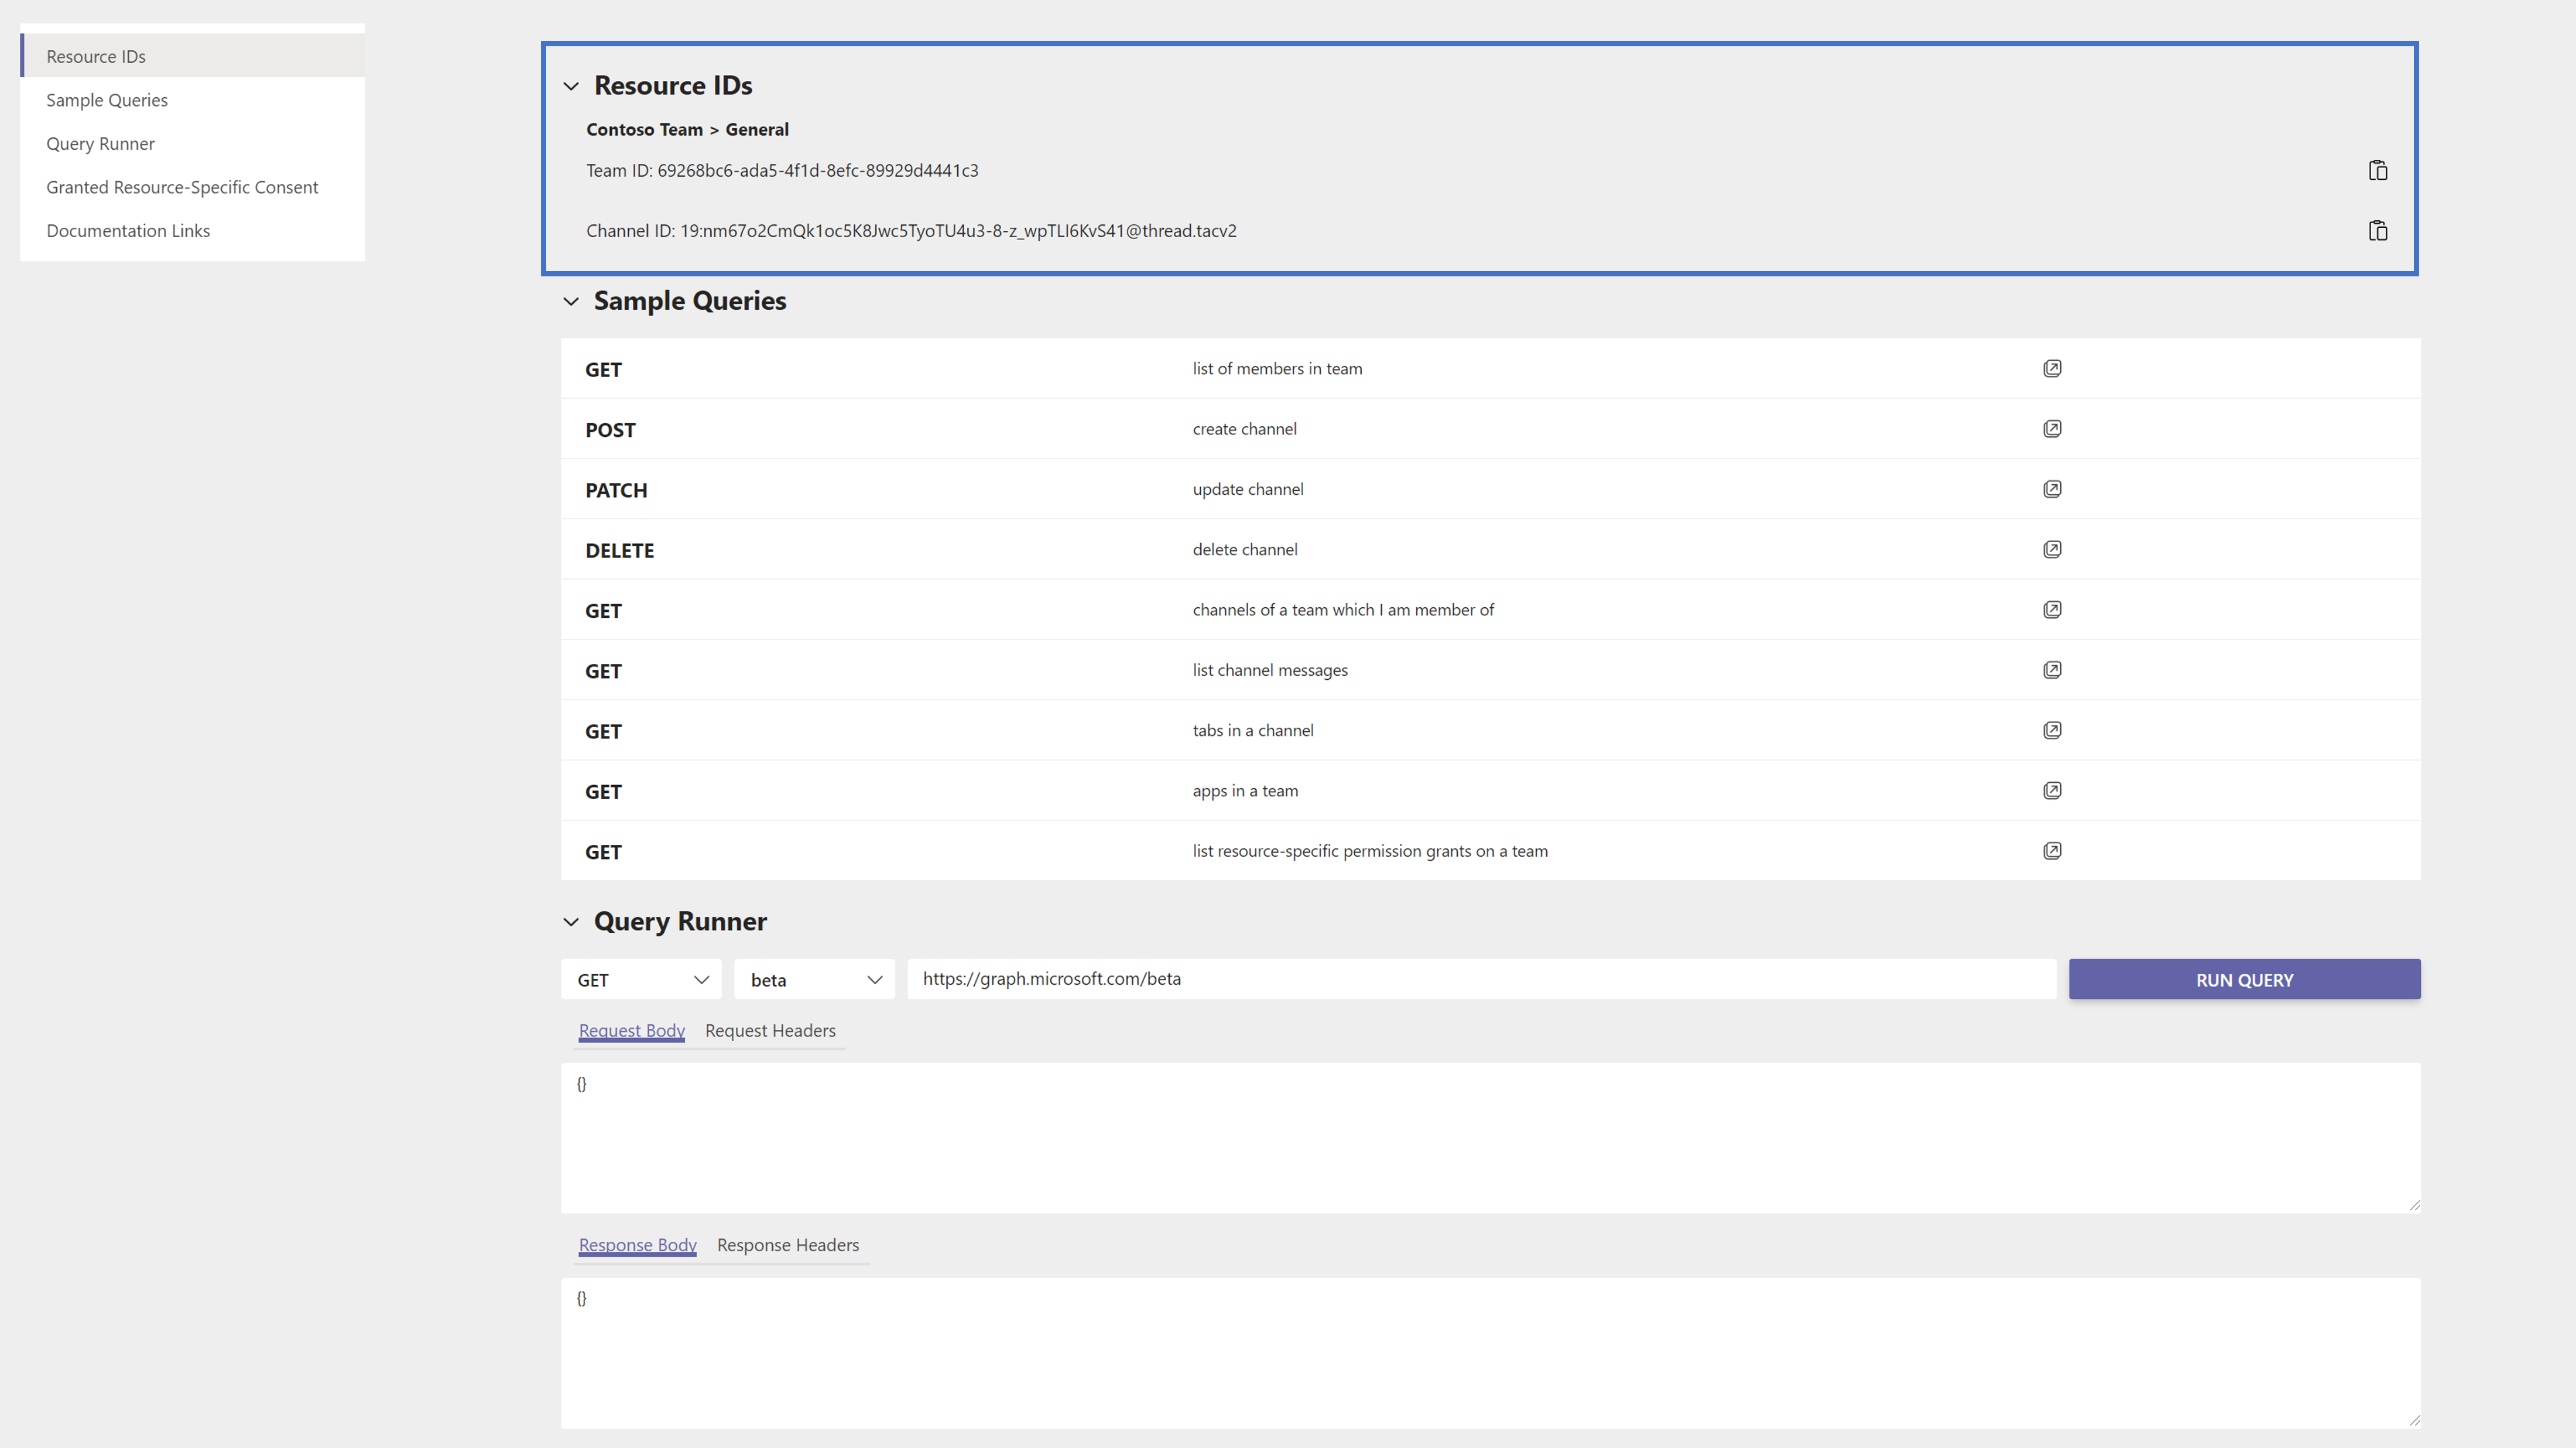 Resource IDs
Sample Queries
Query Runner
Granted Resource-Specific Consent
Documentation Links
Resource IDs
Contoso Team > General
Team ID: 69268bc6-ada5-4f1d-8efc-89929d4441c3
Channel ID: 19:nm67o2CmQk1oc5K8Jwc5TyoTU4u3-8-z_wpTLI6KvS41@thread.tacv2
Sample Queries
GET list of members in team
POST create channel
PATCH update channel
DELETE delete channel
GET channels of a team which I am member of
GET list channel messages
GET tabs in a channel
GET apps in a team
GET list resource-specific permission grants on a team
Query Runner
GET beta https://graph.microsoft.com/beta RUN QUERY
Request Body Request Headers
{}
Response Body Response Headers
{}